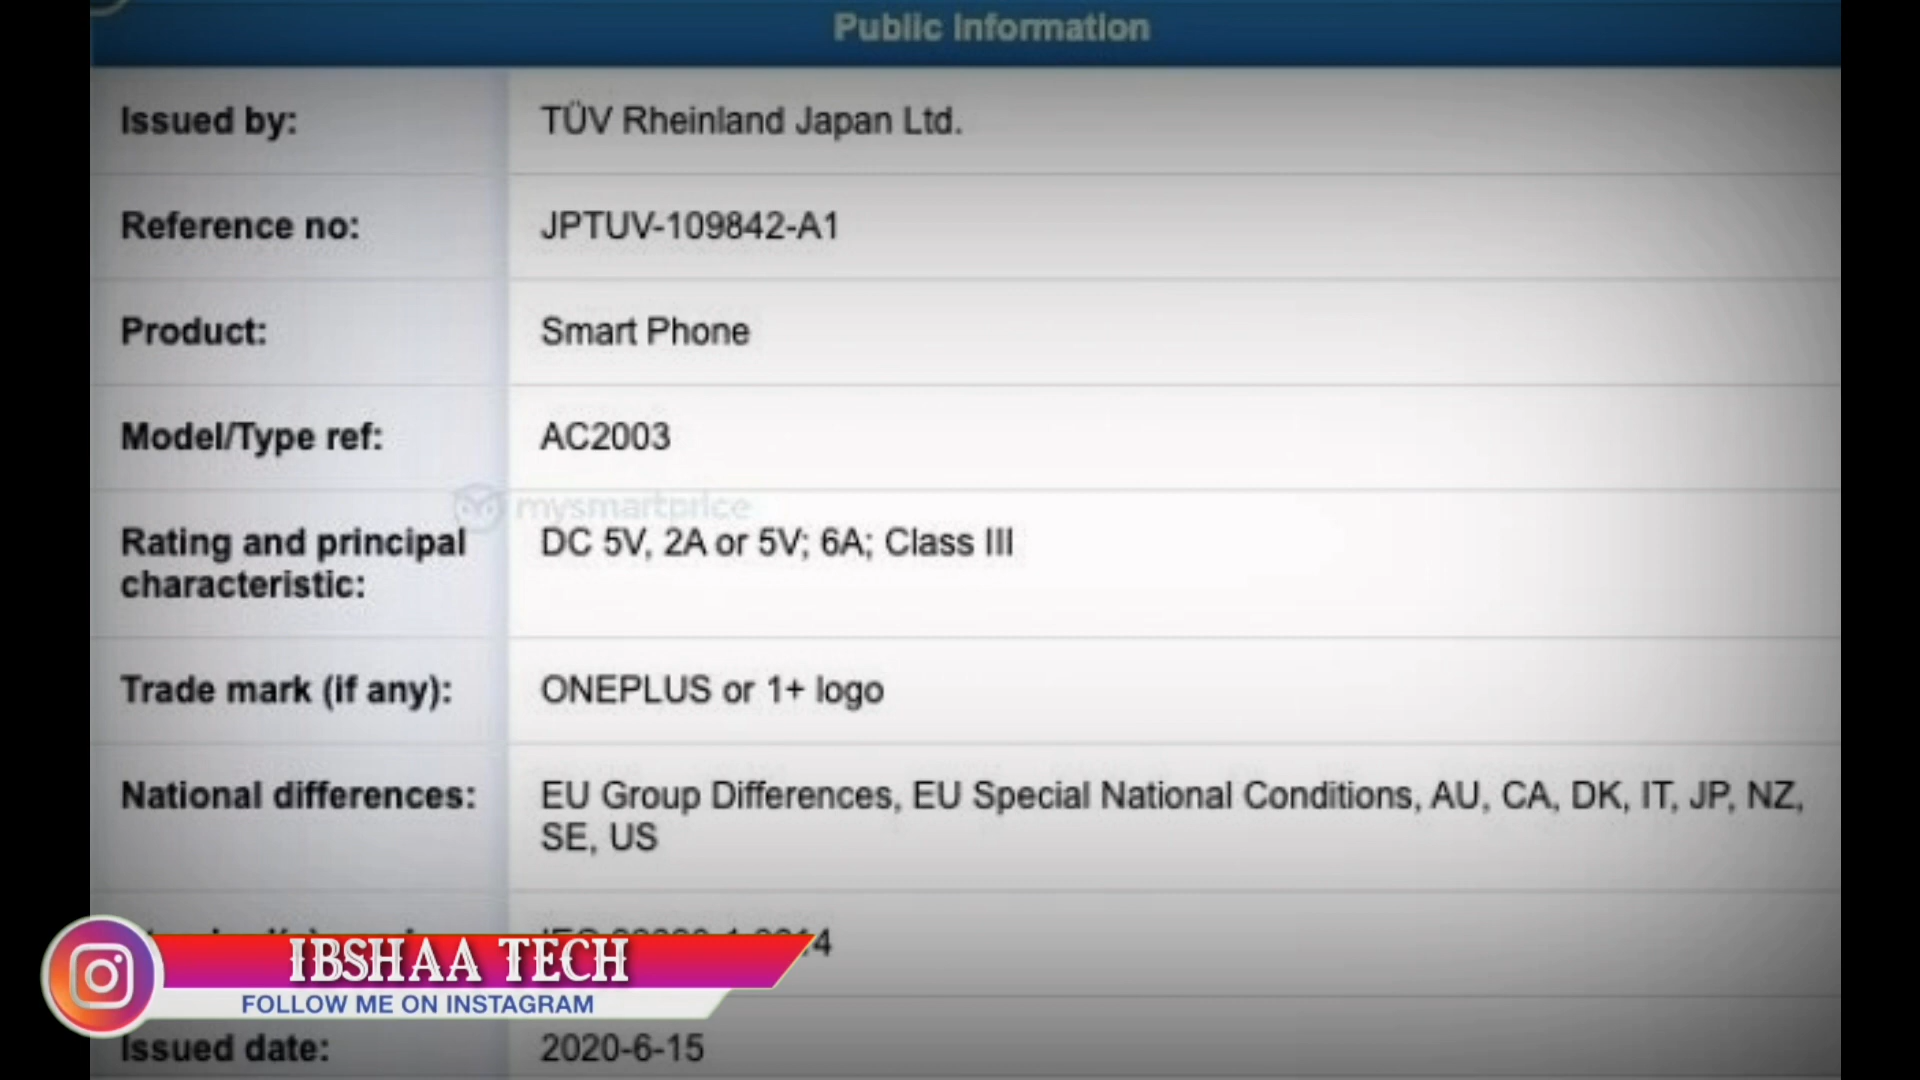 Public Information
Issued by: TÜV Rheinland Japan Ltd.
Reference no: JPTUV-109842-A1
Product: Smart Phone
Model/Type ref: AC2003
mysmartprice
Rating and principal DC 5V, 2A or 5V; 6A; Class III
characteristic:
Trade mark (if any): ONEPLUS or 1+ logo
National differences: EU Group Differences, EU Special National Conditions, AU, CA, DK, IT, JP, NZ,
SE, US
IBSHAA TECH
FOLLOW ME ON INSTAGRAM
Issued date: 2020-6-15